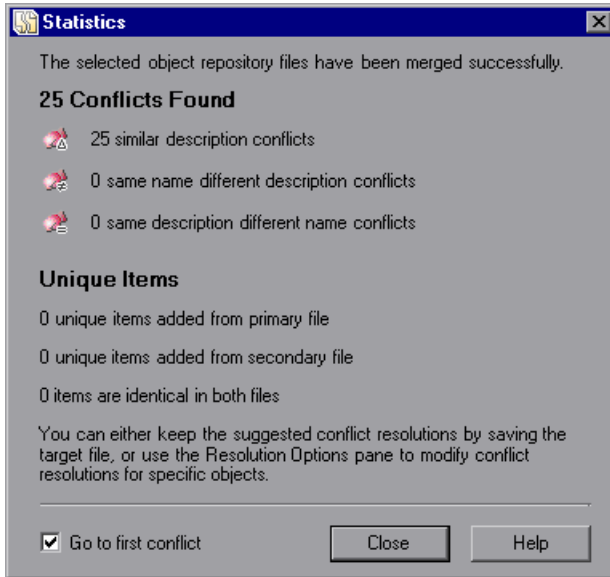 Statistics
The selected object repository files have been merged successfully.
25 Conflicts Found
25 similar description conflicts
0 same name different description conflicts
0 same description different name conflicts
Unique Items
0 unique items added from primary file
0 unique items added from secondary file
0 items are identical in both files
You can either keep the suggested conflict resolutions by saving the
target file, or use the Resolution Options pane to modify conflict
resolutions for specific objects.
Go to first conflict
Close
Help